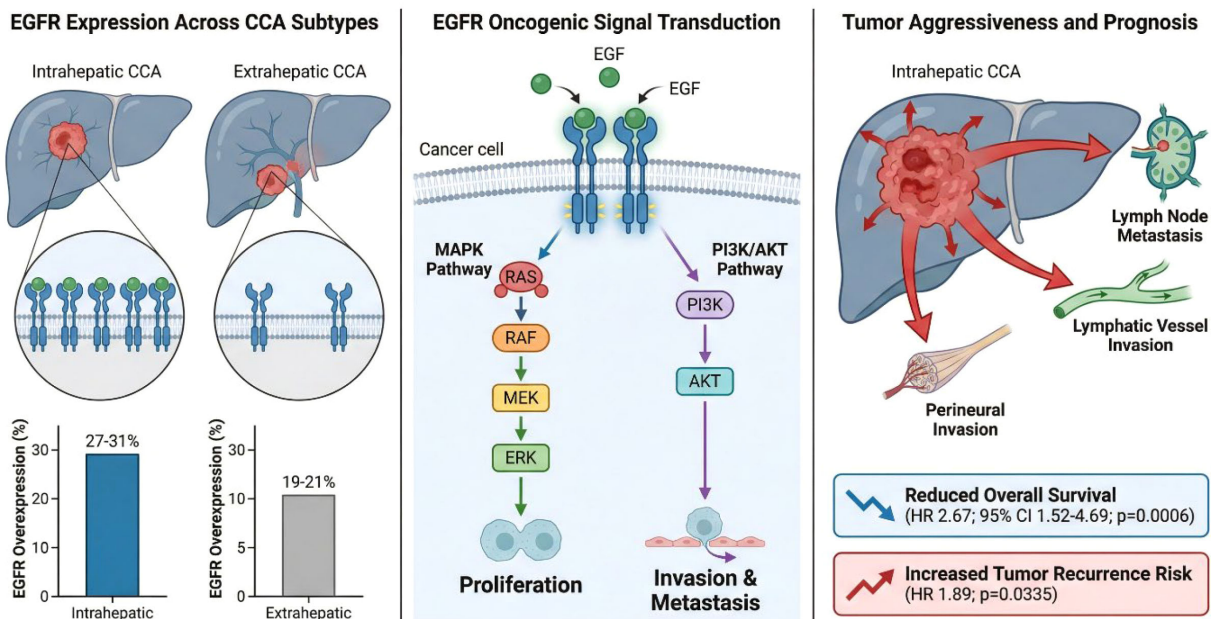 EGFR Expression Across CCA Subtypes
Intrahepatic CCA
Extrahepatic CCA
EGFR Overexpression (%)
30
20
10
0
27-31%
Intrahepatic
EGFR Overexpression (%)
30
10
5
0
19-21%
Extrahepatic
EGFR Oncogenic Signal Transduction
EGF
EGF
Cancer cell
MAPK
Pathway
PI3K/AKT
Pathway
RAS
RAF
MEK
ERK
Proliferation
PI3K
AKT
Invasion &
Metastasis
Tumor Aggressiveness and Prognosis
Intrahepatic CCA
Lymph Node
Metastasis
Lymphatic Vessel
Invasion
Perineural
Invasion
Reduced Overall Survival
(HR 2.67; 95% CI 1.52-4.69; p=0.0006)
Increased Tumor Recurrence Risk
(HR 1.89; p=0.0335)